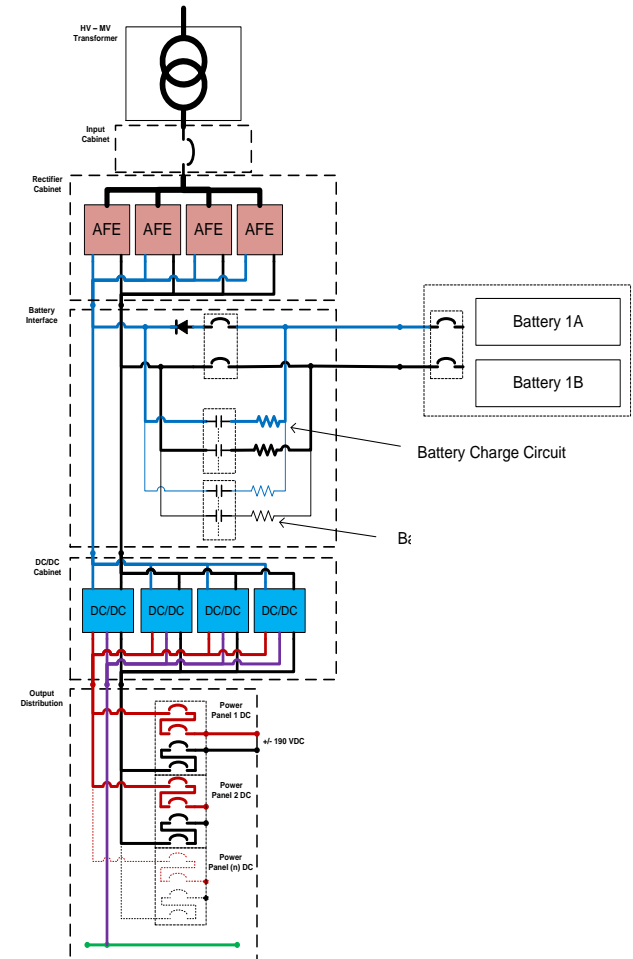 HV – MV
Transformer
Input
Cabinet
Rectifier
Cabinet
AFE
AFE
AFE
AFE
Battery
Interface
Battery 1A
Battery 1B
Battery Charge Circuit
DC/DC
Cabinet
DC/DC
DC/DC
DC/DC
DC/DC
Output
Distribution
Power
Panel 1 DC
+/- 190 VDC
Power
Panel 2 DC
Power
Panel (n) DC